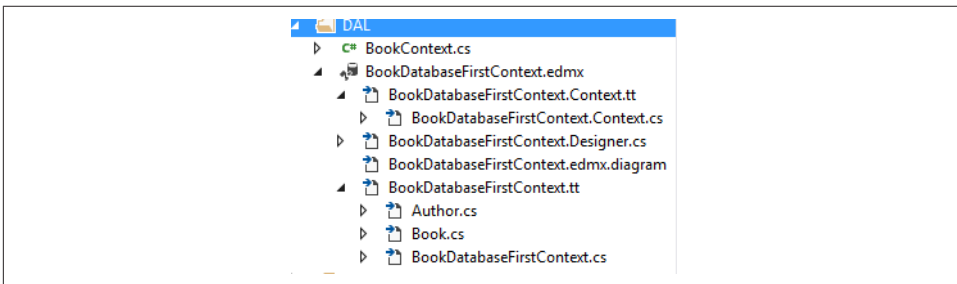 DAL
C# BookContext.cs
BookDatabaseFirstContext.edmx
BookDatabaseFirstContext.Context.tt
BookDatabaseFirstContext.Context.cs
BookDatabaseFirstContext.Designer.cs
BookDatabaseFirstContext.edmx.diagram
BookDatabaseFirstContext.tt
Author.cs
Book.cs
BookDatabaseFirstContext.cs